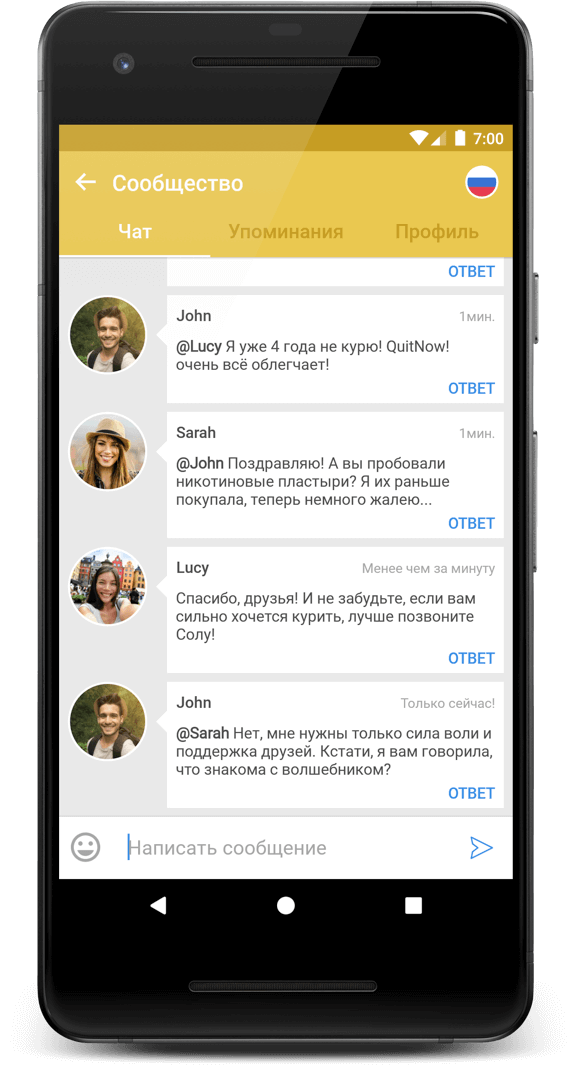 7:00
Сообщество
Чат Упоминания Профиль
ОТВЕТ
John 1мин.
@Lucy Я уже 4 года не курю! QuitNow!
очень всё облегчает!
ОТВЕТ
Sarah 1мин.
@John Поздравляю! А вы пробовали
никотиновые пластыри? Я их раньше
покупала, теперь немного жалею...
ОТВЕТ
Lucy Менее чем за минуту
Спасибо, друзья! И не забудьте, если вам
сильно хочется курить, лучше позвоните
Солу!
ОТВЕТ
John Только сейчас!
@Sarah Нет, мне нужны только сила воли и
поддержка друзей. Кстати, я вам говорила,
что знакома с волшебником?
ОТВЕТ
Написать сообщение